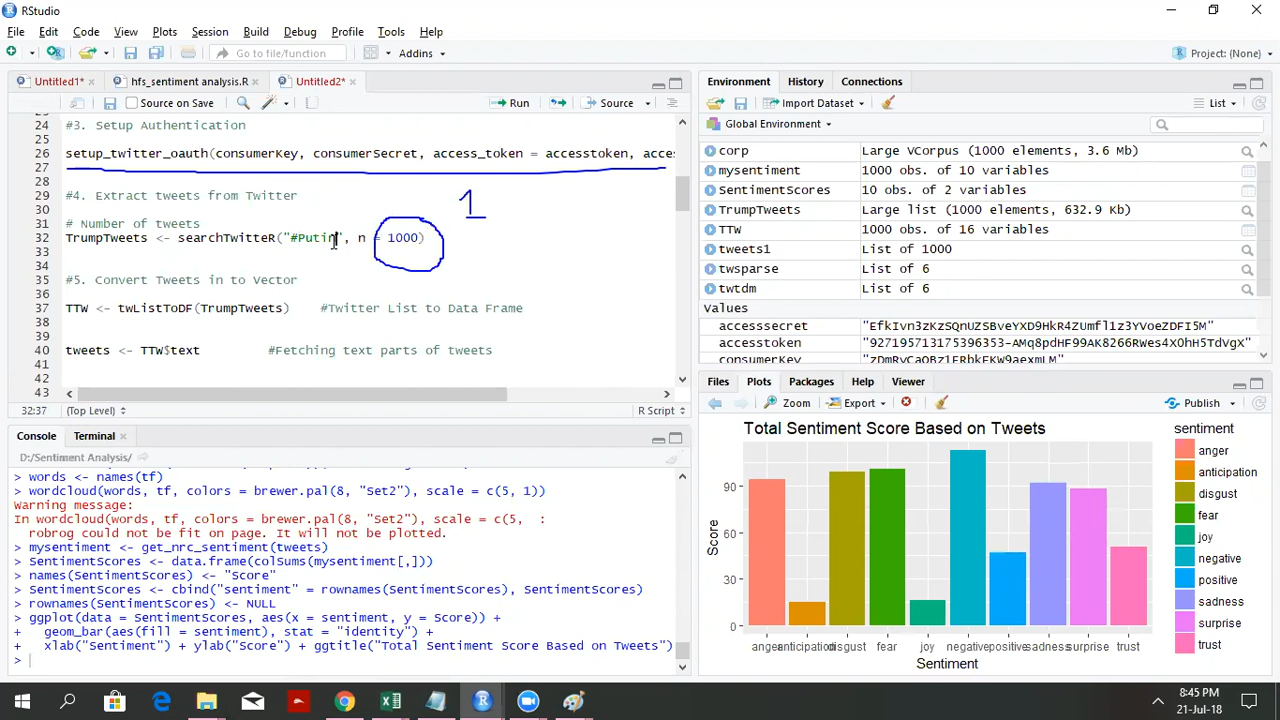 RStudio
File Edit Code View Plots Session Build Debug Profile Tools Help
Go to file/function Addins Project: (None)
Untitled1* hfs_sentiment analysis.R Untitled2*
Source on Save Run Source
24 #3. Setup Authentication
25
26 setup_twitter_oauth(consumerKey, consumerSecret, access_token = accesstoken, acces
27
28
29 #4. Extract tweets from Twitter
30
31 # Number of tweets
32 TrumpTweets <- searchTwitteR("#Putin", n = 1000)
33
34
35 #5. Convert Tweets in to Vector
36
37 TTW <- twListToDF(TrumpTweets) #Twitter List to Data Frame
38
39
40 tweets <- TTW$text #Fetching text parts of tweets
41
42
43
1
32:37 (Top Level) R Script
Console Terminal
D:/Sentiment Analysis/
> words <- names(tf)
> wordcloud(words, tf, colors = brewer.pal(8, "Set2"), scale = c(5, 1))
Warning message:
In wordcloud(words, tf, colors = brewer.pal(8, "Set2"), scale = c(5, :
robrog could not be fit on page. It will not be plotted.
> mysentiment <- get_nrc_sentiment(tweets)
> SentimentScores <- data.frame(colSums(mysentiment[,]))
> names(SentimentScores) <- "Score"
> SentimentScores <- cbind("sentiment" = rownames(SentimentScores), SentimentScores)
> rownames(SentimentScores) <- NULL
> ggplot(data = SentimentScores, aes(x = sentiment, y = Score)) +
+ geom_bar(aes(fill = sentiment), stat = "identity") +
+ xlab("Sentiment") + ylab("Score") + ggtitle("Total Sentiment Score Based on Tweets")
>
Environment History Connections
Import Dataset List
Global Environment
corp Large VCorpus (1000 elements, 3.6 Mb)
mysentiment 1000 obs. of 10 variables
SentimentScores 10 obs. of 2 variables
TrumpTweets Large list (1000 elements, 632.9 Kb)
TTW 1000 obs. of 16 variables
tweets1 List of 1000
twsparse List of 6
twtdm List of 6
Values
Files Plots Packages Help Viewer
Zoom Export Publish
Total Sentiment Score Based on Tweets
Score
90
60
30
0
anger anticipation disgust fear joy negative positive sadness surprise trust
Sentiment
sentiment
anger
anticipation
disgust
fear
joy
negative
positive
sadness
surprise
trust
8:45 PM
21-Jul-18